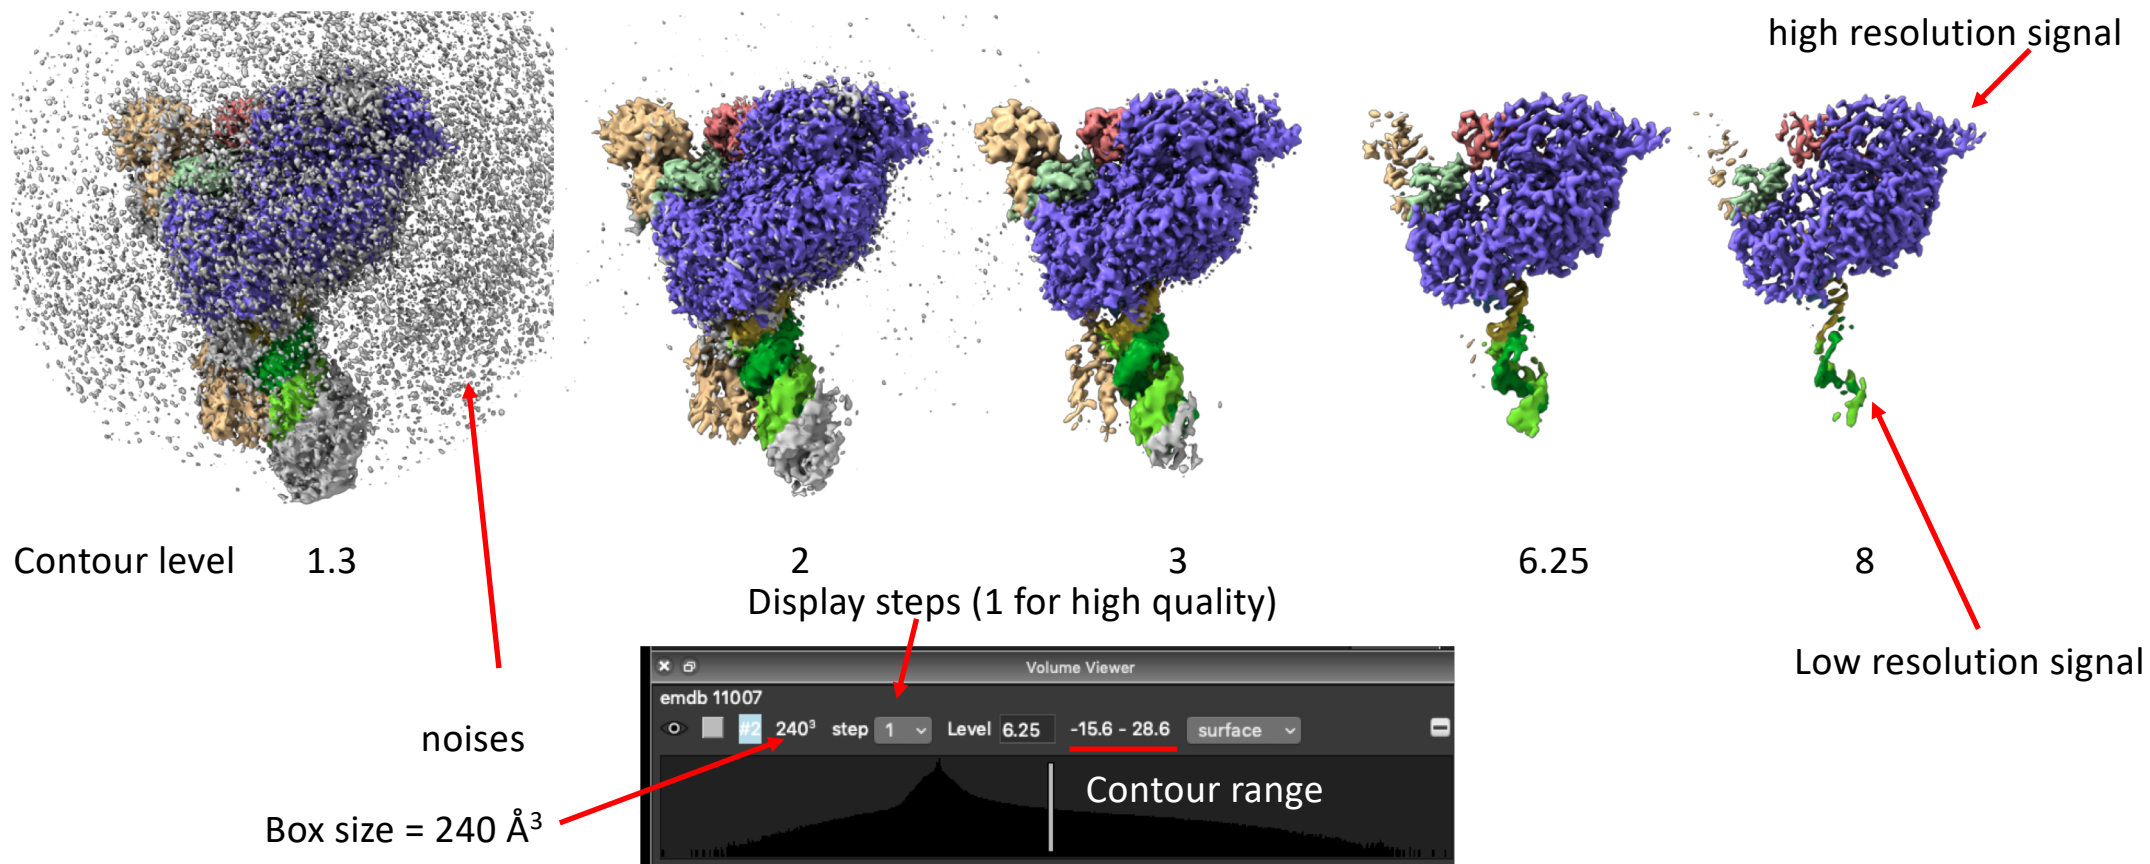 high resolution signal
Contour level 1.3 2 3 6.25 8
Display steps (1 for high quality)
Low resolution signal
Volume Viewer
emdb 11007
#2 240³ step 1 Level 6.25 -15.6 - 28.6 surface
noises
Contour range
Box size = 240 Å³